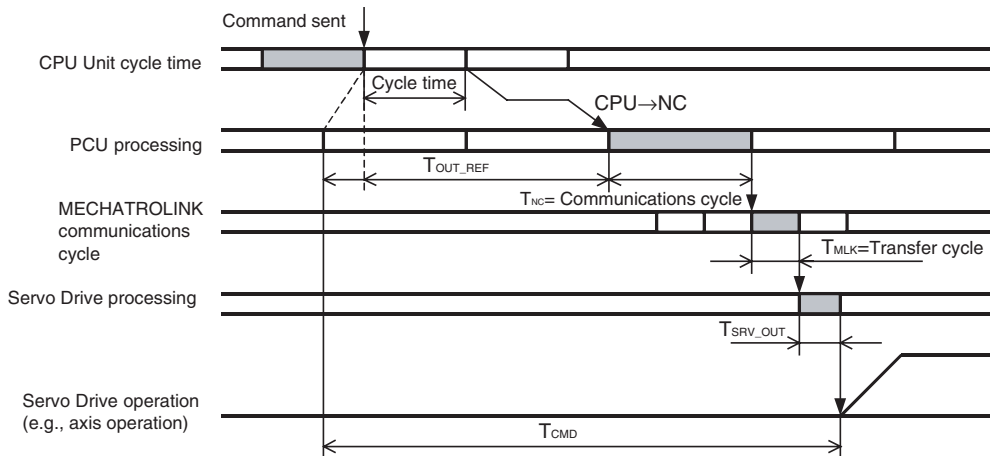 Command sent
CPU Unit cycle time
Cycle time
CPU→NC
PCU processing
TOUT_REF
TNC= Communications cycle
MECHATROLINK
communications
cycle
TMLK=Transfer cycle
Servo Drive processing
TSRV_OUT
Servo Drive operation
(e.g., axis operation)
TCMD